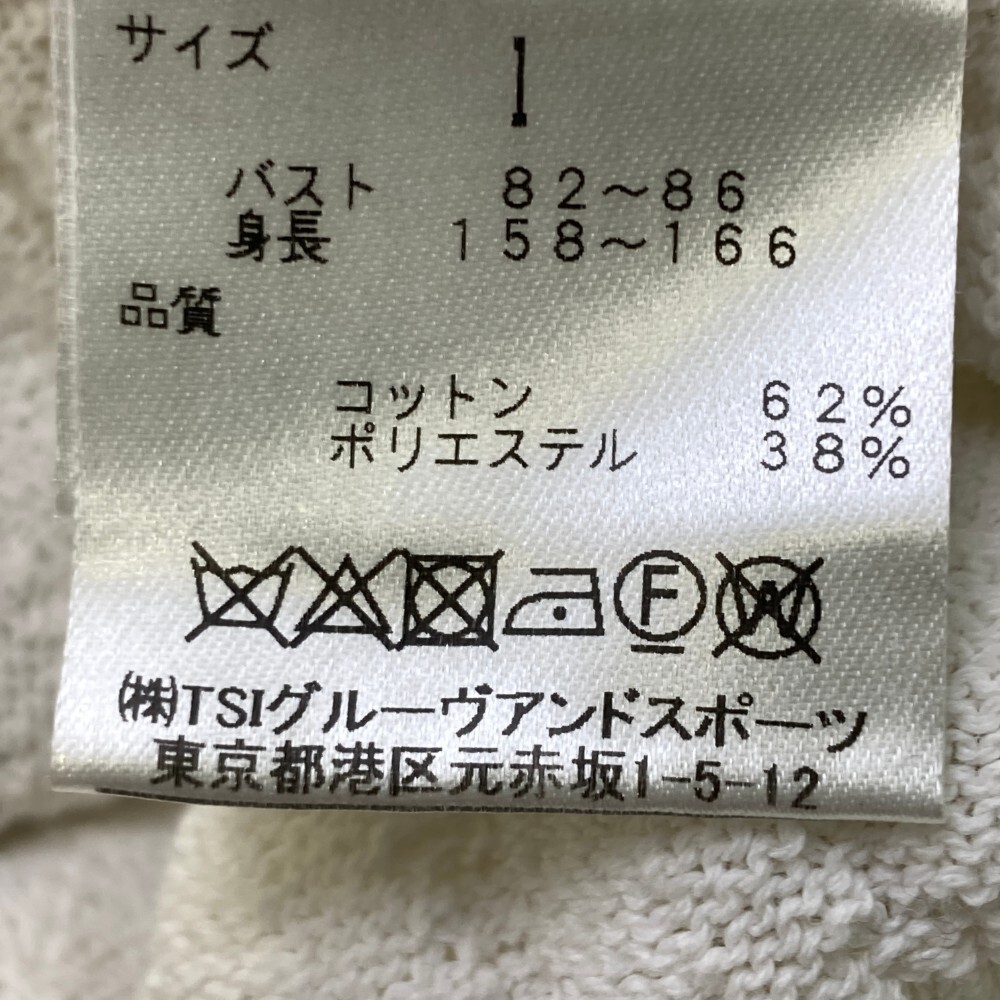 サイズ 1
バスト 82~86
身長 158~166
品質
コットン 62%
ポリエステル 38%
F W
㈱TSIグルーヴアンドスポーツ
東京都港区元赤坂1-5-12